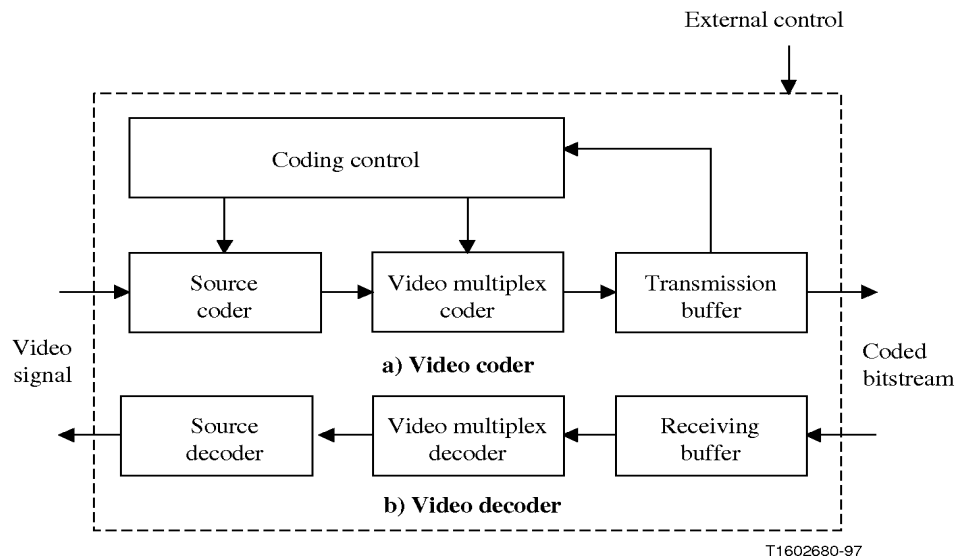 External control
Coding control
Source
coder
Video multiplex
coder
Transmission
buffer
Video
signal
a) Video coder
Coded
bitstream
Source
decoder
Video multiplex
decoder
Receiving
buffer
b) Video decoder
T1602680-97